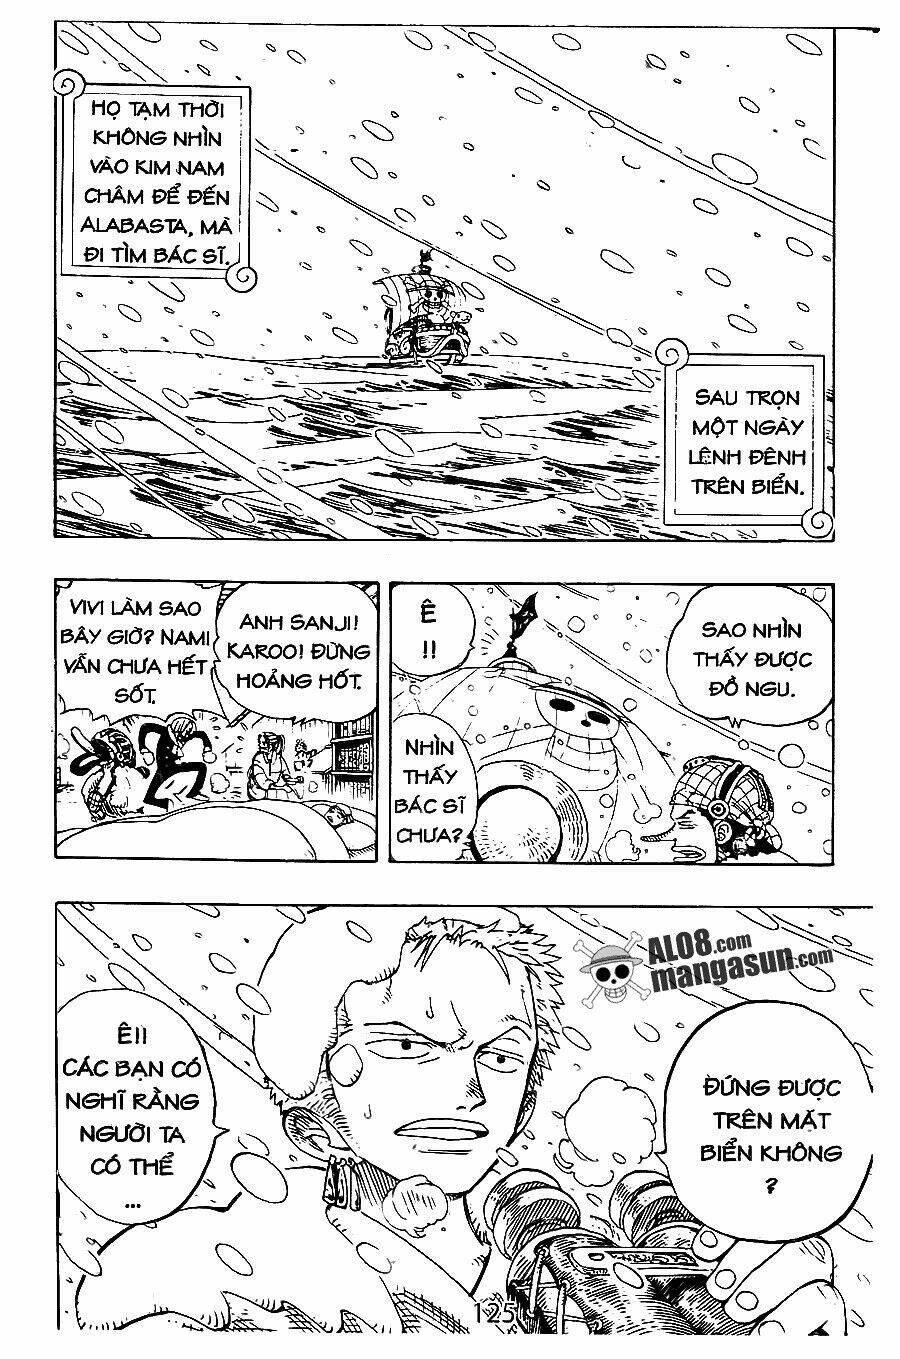 HỌ TẠM THỜI
KHÔNG NHÌN
VÀO KIM NAM
CHÂM ĐỂ ĐẾN
ALABASTA, MÀ
ĐI TÌM BÁC SĨ.
SAU TRỌN
MỘT NGÀY
LÊNH ĐÊNH
TRÊN BIỂN.
VIVI LÀM SAO
BÂY GIỜ? NAMI
VẪN CHƯA HẾT
SỐT.
ANH SANJI!
KAROO! ĐỪNG
HOẢNG HỐT.
Ê
!!
NHÌN
THẤY
BÁC SĨ
CHƯA?
SAO NHÌN
THẤY ĐƯỢC
ĐỒ NGU.
AL08.com
mangasun.com
Ê!!
CÁC BẠN CÓ
NGHĨ RẰNG
NGƯỜI TA
CÓ THỂ
...
ĐỨNG ĐƯỢC
TRÊN MẶT
BIỂN KHÔNG
?
125